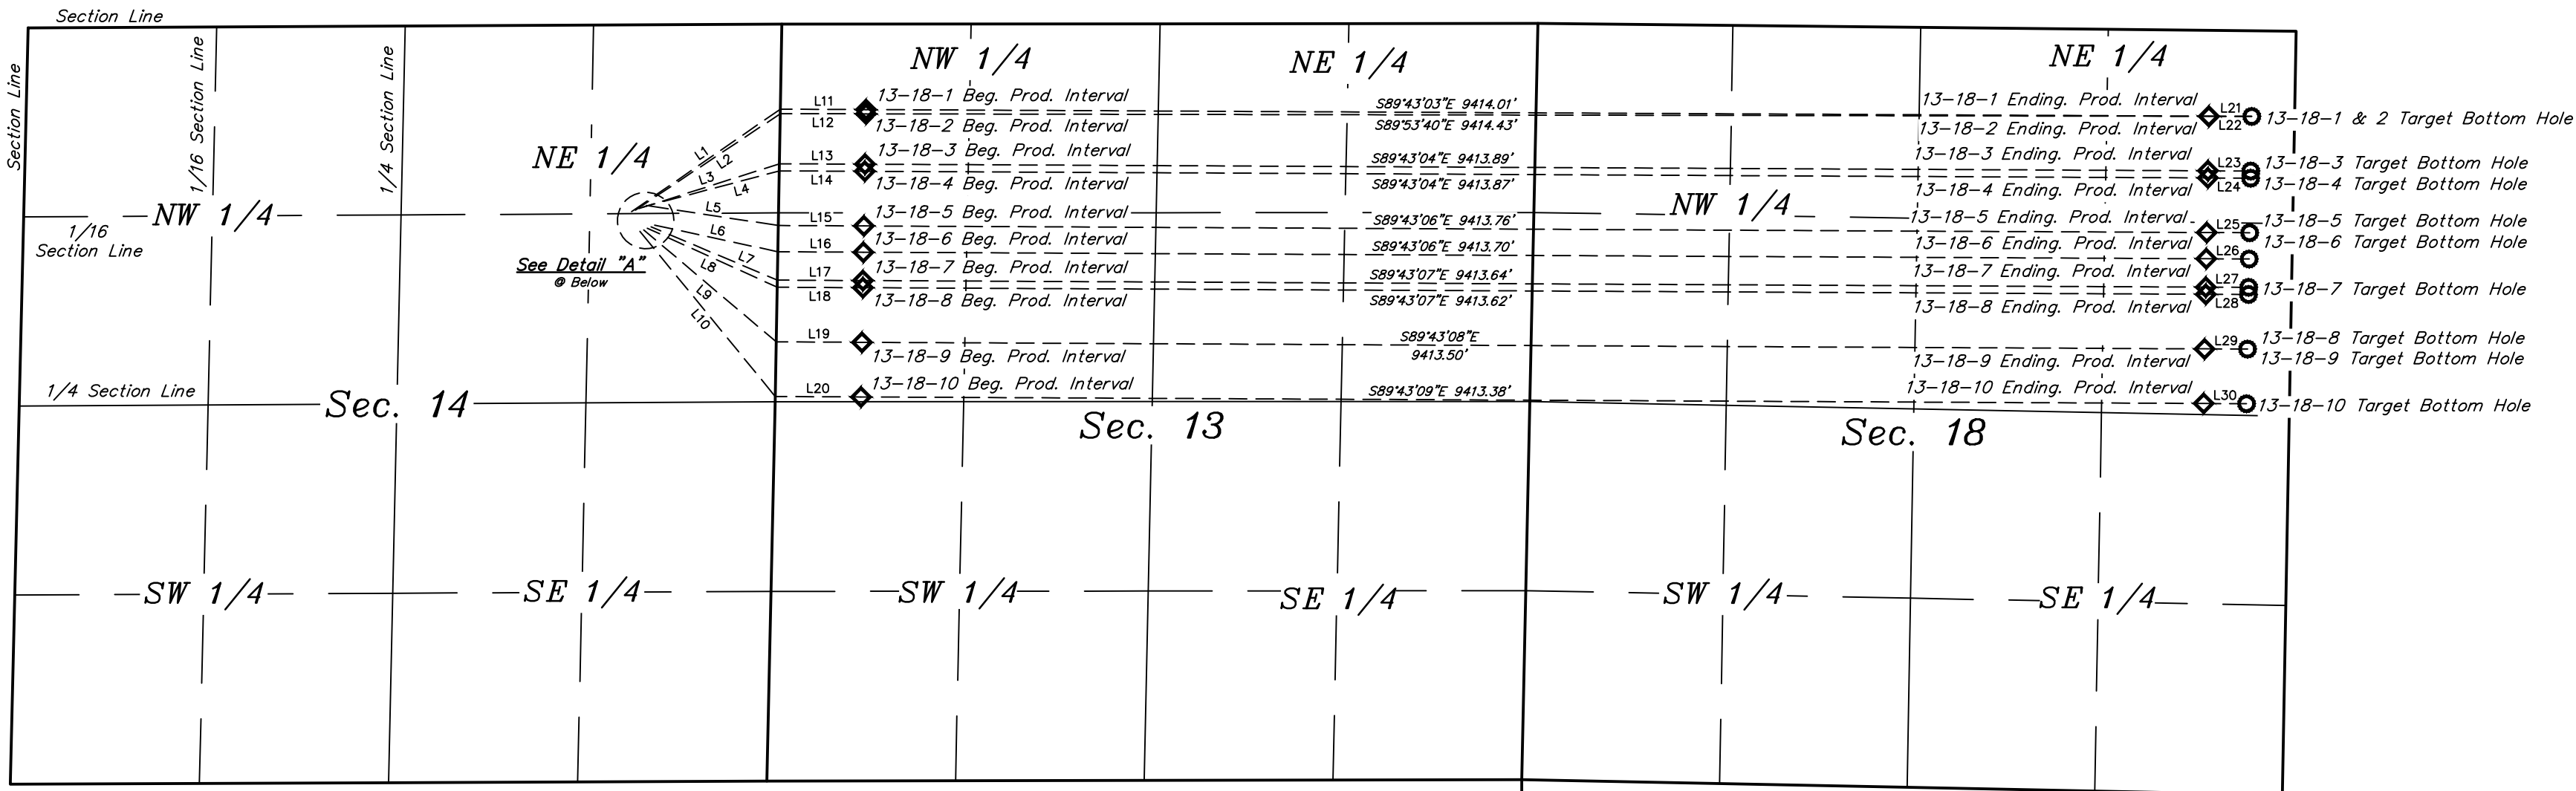 Section Line
Section Line
1/16 Section Line
1/4 Section Line
NW 1/4
NE 1/4
NE 1/4
L11
13-18-1 Beg. Prod. Interval
S89°43'03"E 9414.01'
13-18-1 Ending. Prod. Interval
L21
13-18-1 & 2 Target Bottom Hole
L12
13-18-2 Beg. Prod. Interval
S89°53'40"E 9414.43'
13-18-2 Ending. Prod. Interval
L22
NE 1/4
L1
L2
L13
13-18-3 Beg. Prod. Interval
S89°43'04"E 9413.89'
13-18-3 Ending. Prod. Interval
L23
13-18-3 Target Bottom Hole
L3
L4
L14
13-18-4 Beg. Prod. Interval
S89°43'04"E 9413.87'
13-18-4 Ending. Prod. Interval
L24
13-18-4 Target Bottom Hole
NW 1/4
NW 1/4
L5
L15
13-18-5 Beg. Prod. Interval
S89°43'06"E 9413.76'
13-18-5 Ending. Prod. Interval
L25
13-18-5 Target Bottom Hole
1/16
Section Line
L6
L16
13-18-6 Beg. Prod. Interval
S89°43'06"E 9413.70'
13-18-6 Ending. Prod. Interval
L26
13-18-6 Target Bottom Hole
See Detail "A"
@ Below
L7
L8
L17
13-18-7 Beg. Prod. Interval
S89°43'07"E 9413.64'
13-18-7 Ending. Prod. Interval
L27
13-18-7 Target Bottom Hole
L9
L18
13-18-8 Beg. Prod. Interval
S89°43'07"E 9413.62'
13-18-8 Ending. Prod. Interval
L28
L10
L19
S89°43'08"E
9413.50'
L29
13-18-8 Target Bottom Hole
13-18-9 Beg. Prod. Interval
13-18-9 Ending. Prod. Interval
13-18-9 Target Bottom Hole
1/4 Section Line
L20
13-18-10 Beg. Prod. Interval
S89°43'09"E 9413.38'
13-18-10 Ending. Prod. Interval
L30
13-18-10 Target Bottom Hole
Sec. 14
Sec. 13
Sec. 18
SW 1/4
SE 1/4
SW 1/4
SE 1/4
SW 1/4
SE 1/4